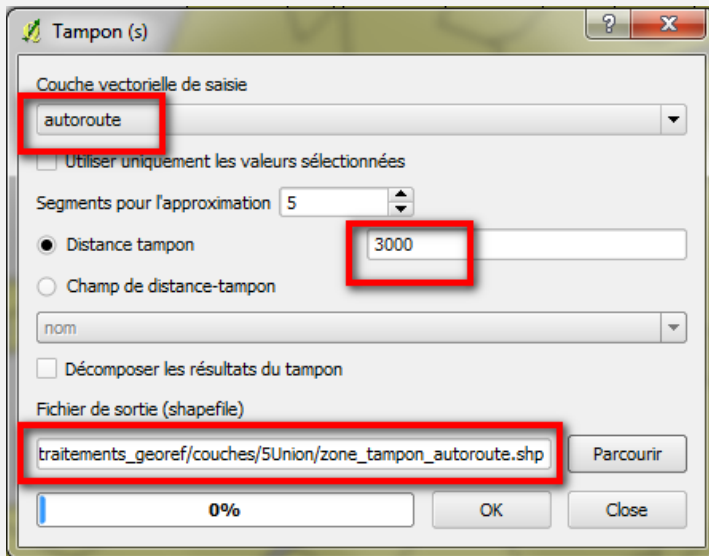 Tampon (s)
Couche vectorielle de saisie
autoroute
Utiliser uniquement les valeurs sélectionnées
Segments pour l'approximation 5
Distance tampon 3000
Champ de distance-tampon
nom
Décomposer les résultats du tampon
Fichier de sortie (shapefile)
traitements_georef/couches/5Union/zone_tampon_autoroute.shp Parcourir
0% OK Close